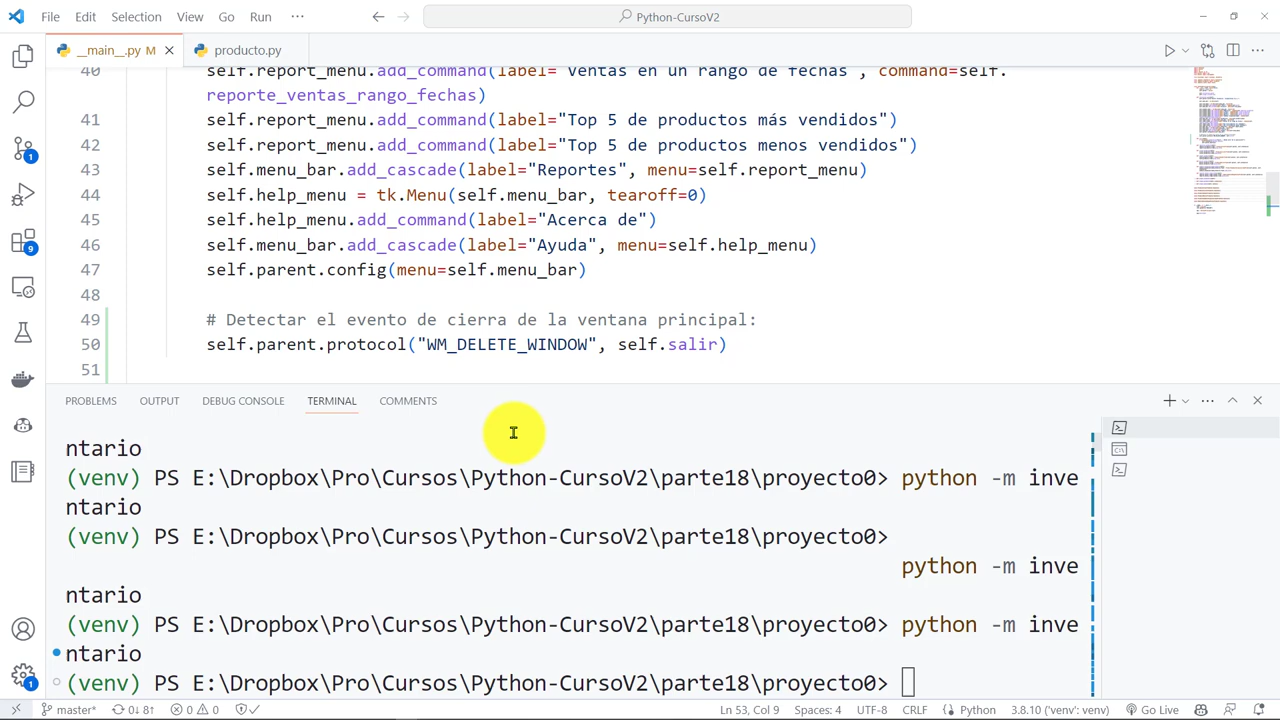 File Edit Selection View Go Run ···
Python-CursoV2
__main__.py M
producto.py
40 self.report_menu.add_command(label="Ventas en un rango de fechas", command=self.
reporte_ventas_rango_fechas)
41 self.report_menu.add_command(label="Top 5 de productos más vendidos")
42 self.report_menu.add_command(label="Top 5 de productos menos vendidos")
43 self.menu_bar.add_cascade(label="Reportes", menu=self.report_menu)
44 self.help_menu = tk.Menu(self.menu_bar, tearoff=0)
45 self.help_menu.add_command(label="Acerca de")
46 self.menu_bar.add_cascade(label="Ayuda", menu=self.help_menu)
47 self.parent.config(menu=self.menu_bar)
48
49 # Detectar el evento de cierra de la ventana principal:
50 self.parent.protocol("WM_DELETE_WINDOW", self.salir)
51
PROBLEMS OUTPUT DEBUG CONSOLE TERMINAL COMMENTS
ntario
(venv) PS E:\Dropbox\Pro\Cursos\Python-CursoV2\parte18\proyecto0> python -m inve
ntario
(venv) PS E:\Dropbox\Pro\Cursos\Python-CursoV2\parte18\proyecto0>
python -m inve
ntario
(venv) PS E:\Dropbox\Pro\Cursos\Python-CursoV2\parte18\proyecto0> python -m inve
ntario
(venv) PS E:\Dropbox\Pro\Cursos\Python-CursoV2\parte18\proyecto0>
1
9
1
master* 0↓ 8↑ 0 0 Ln 53, Col 9 Spaces: 4 UTF-8 CRLF Python 3.8.10 ('venv': venv) Go Live